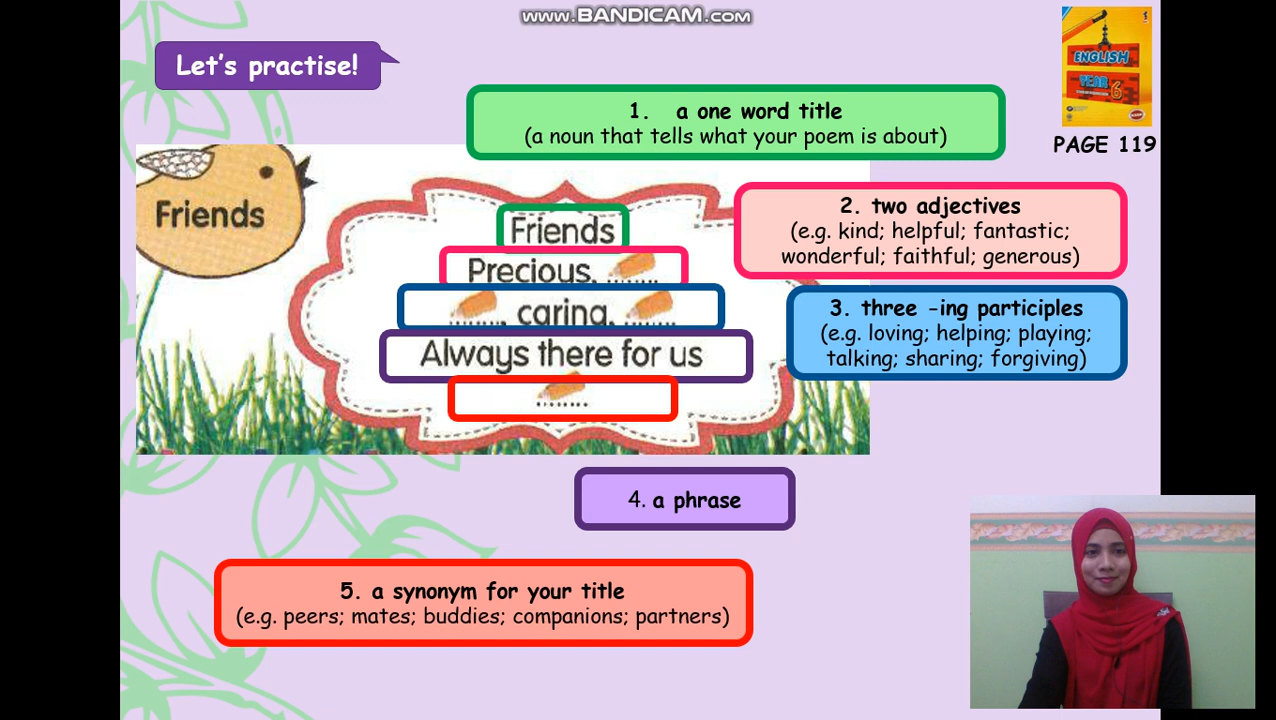 www.BANDICAM.com
Let's practise!
ENGLISH
YEAR 6
PAGE 119
1. a one word title
(a noun that tells what your poem is about)
Friends
Friends
2. two adjectives
(e.g. kind; helpful; fantastic;
wonderful; faithful; generous)
Precious, ........
........, caring, ........
3. three -ing participles
(e.g. loving; helping; playing;
talking; sharing; forgiving)
Always there for us
........
4. a phrase
5. a synonym for your title
(e.g. peers; mates; buddies; companions; partners)